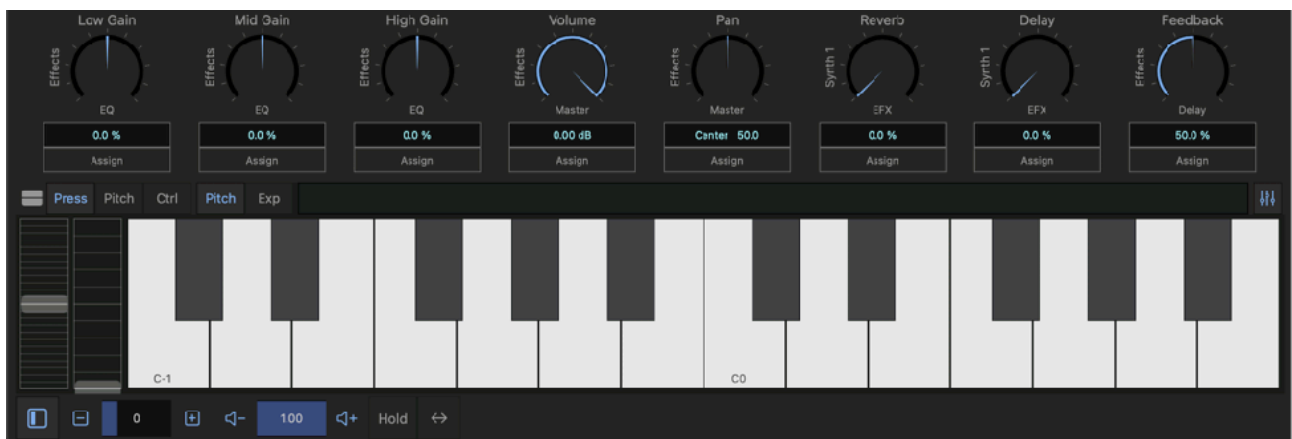 Low Gain Mid Gain High Gain Volume Pan Reverb Delay Feedback
Effects Effects Effects Effects Effects Synth 1 Synth 1 Effects
EQ EQ EQ Master Master EFX EFX Delay
0.0 % 0.0 % 0.0 % 0.00 dB Center 50.0 0.0 % 0.0 % 50.0 %
Assign Assign Assign Assign Assign Assign Assign Assign
Press Pitch Ctrl Pitch Exp
C-1 C0
0 100 Hold